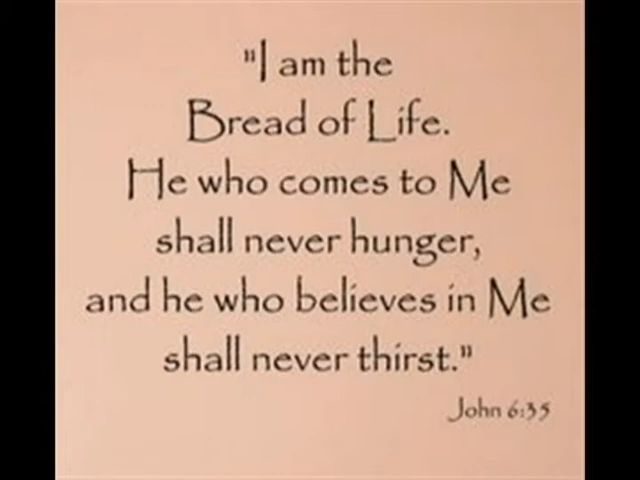 "I am the
Bread of Life.
He who comes to Me
shall never hunger,
and he who believes in Me
shall never thirst."
John 6:35